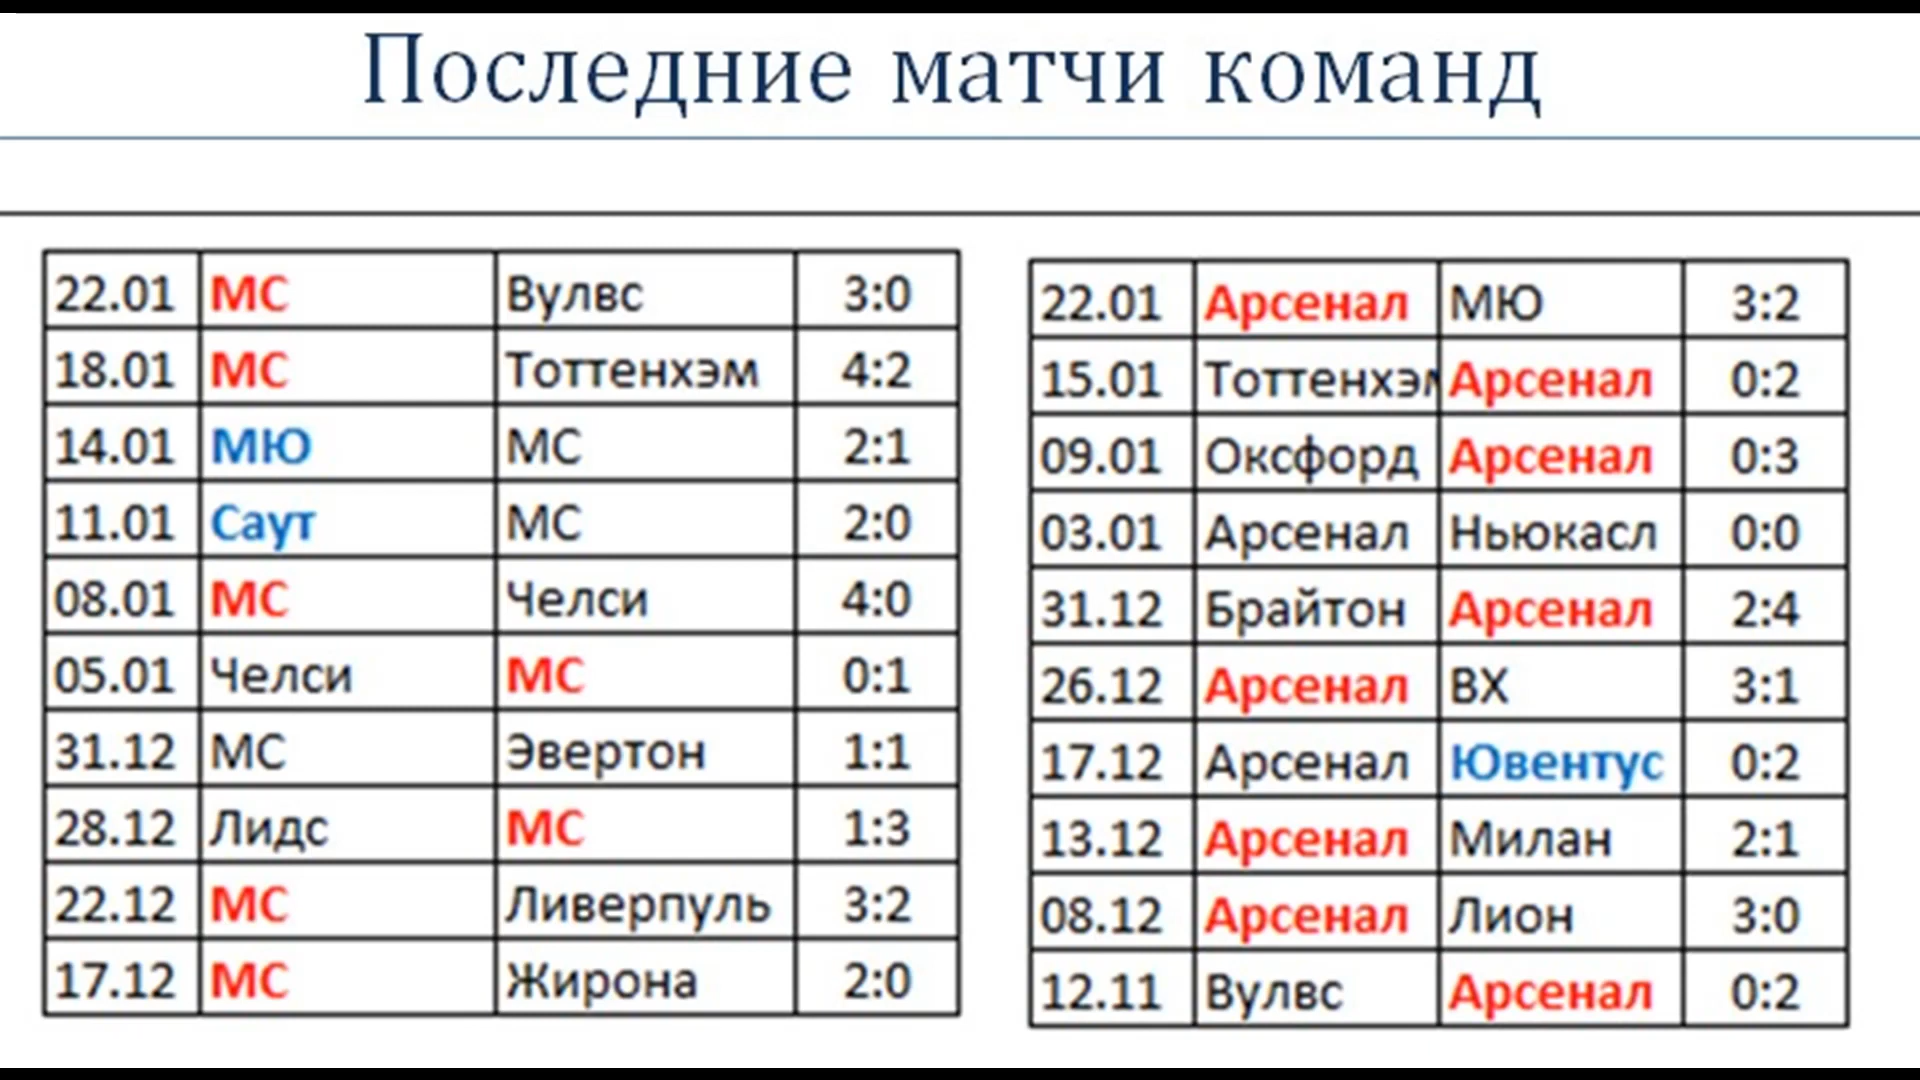 Последние матчи команд
22.01 МС Вулвс 3:0
18.01 МС Тоттенхэм 4:2
14.01 МЮ МС 2:1
11.01 Саут МС 2:0
08.01 МС Челси 4:0
05.01 Челси МС 0:1
31.12 МС Эвертон 1:1
28.12 Лидс МС 1:3
22.12 МС Ливерпуль 3:2
17.12 МС Жирона 2:0
22.01 Арсенал МЮ 3:2
15.01 Тоттенхэм Арсенал 0:2
09.01 Оксфорд Арсенал 0:3
03.01 Арсенал Ньюкасл 0:0
31.12 Брайтон Арсенал 2:4
26.12 Арсенал ВХ 3:1
17.12 Арсенал Ювентус 0:2
13.12 Арсенал Милан 2:1
08.12 Арсенал Лион 3:0
12.11 Вулвс Арсенал 0:2